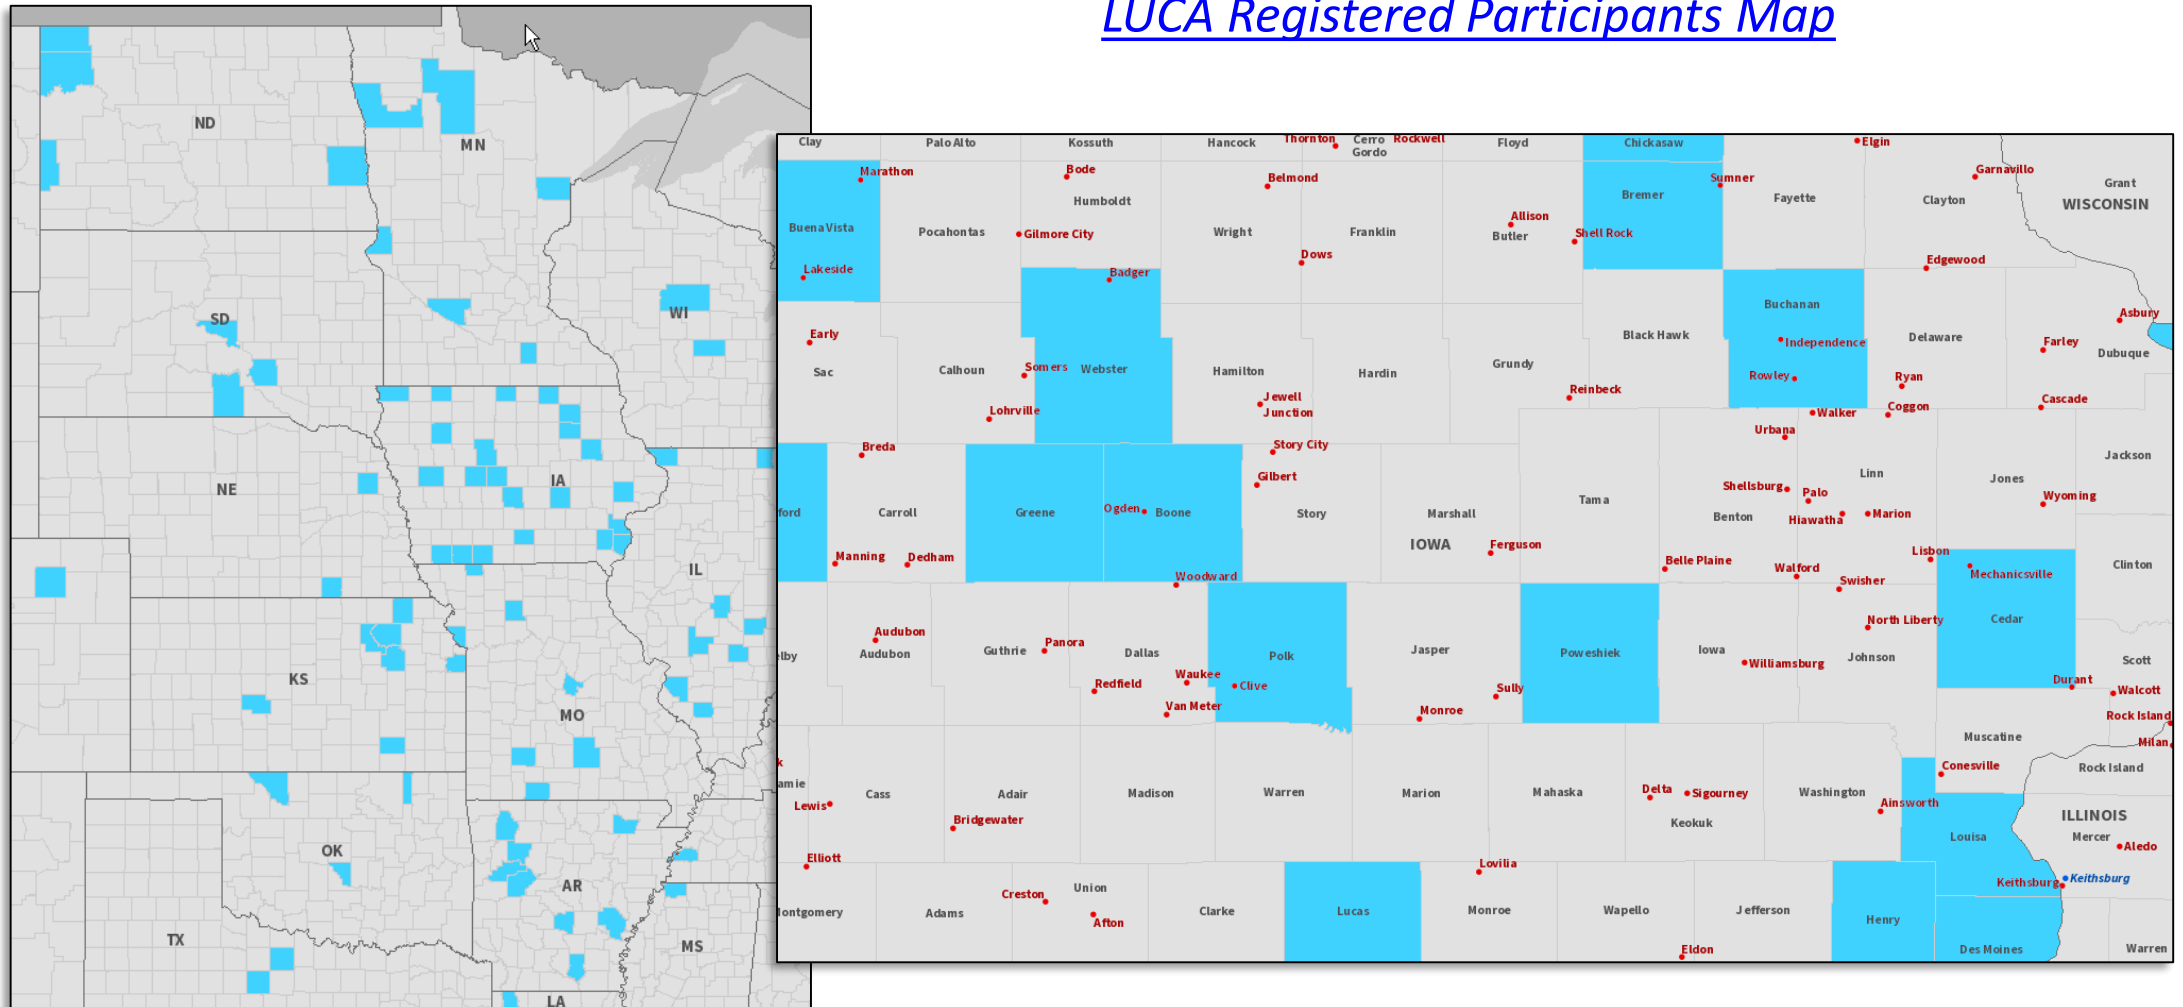 LUCA Registered Participants Map
ND
MN
SD
WI
NE
IA
IL
KS
MO
OK
AR
TX
MS
LA
Clay
Palo Alto
Kossuth
Hancock
Thornton
Cerro
Gordo
Rockwell
Floyd
Chickasaw
Elgin
Marathon
Bode
Belmond
Sumner
Garnavillo
Grant
WISCONSIN
Humboldt
Bremer
Fayette
Clayton
Buena Vista
Pocahontas
Gilmore City
Wright
Franklin
Allison
Butler
Shell Rock
Lakeside
Badger
Dows
Edgewood
Buchanan
Asbury
Early
Black Hawk
Independence
Delaware
Farley
Dubuque
Sac
Calhoun
Somers
Webster
Hamilton
Hardin
Grundy
Rowley
Ryan
Reinbeck
Lohrville
Jewell
Junction
Walker
Coggon
Cascade
Urbana
Breda
Story City
Gilbert
Linn
Jones
Jackson
Shellsburg
Palo
Wyoming
Tama
ford
Carroll
Greene
Ogden
Boone
Story
Marshall
Benton
Hiawatha
Marion
IOWA
Manning
Dedham
Ferguson
Belle Plaine
Lisbon
Walford
Mechanicsville
Clinton
Woodward
Swisher
Audubon
Audubon
Guthrie
Panora
Dallas
Polk
Jasper
Poweshiek
Iowa
North Liberty
Cedar
lby
Williamsburg
Johnson
Scott
Redfield
Waukee
Clive
Sully
Durant
Walcott
Van Meter
Monroe
Rock Island
Muscatine
Milan
k
amie
Conesville
Rock Island
Lewis
Cass
Adair
Madison
Warren
Marion
Mahaska
Delta
Sigourney
Washington
Ainsworth
Bridgewater
Keokuk
ILLINOIS
Louisa
Mercer
Aledo
Elliott
Lovilia
Keithsburg
Keithsburg
Creston
Union
ontgomery
Adams
Afton
Clarke
Lucas
Monroe
Wapello
Jefferson
Henry
Eldon
Des Moines
Warren